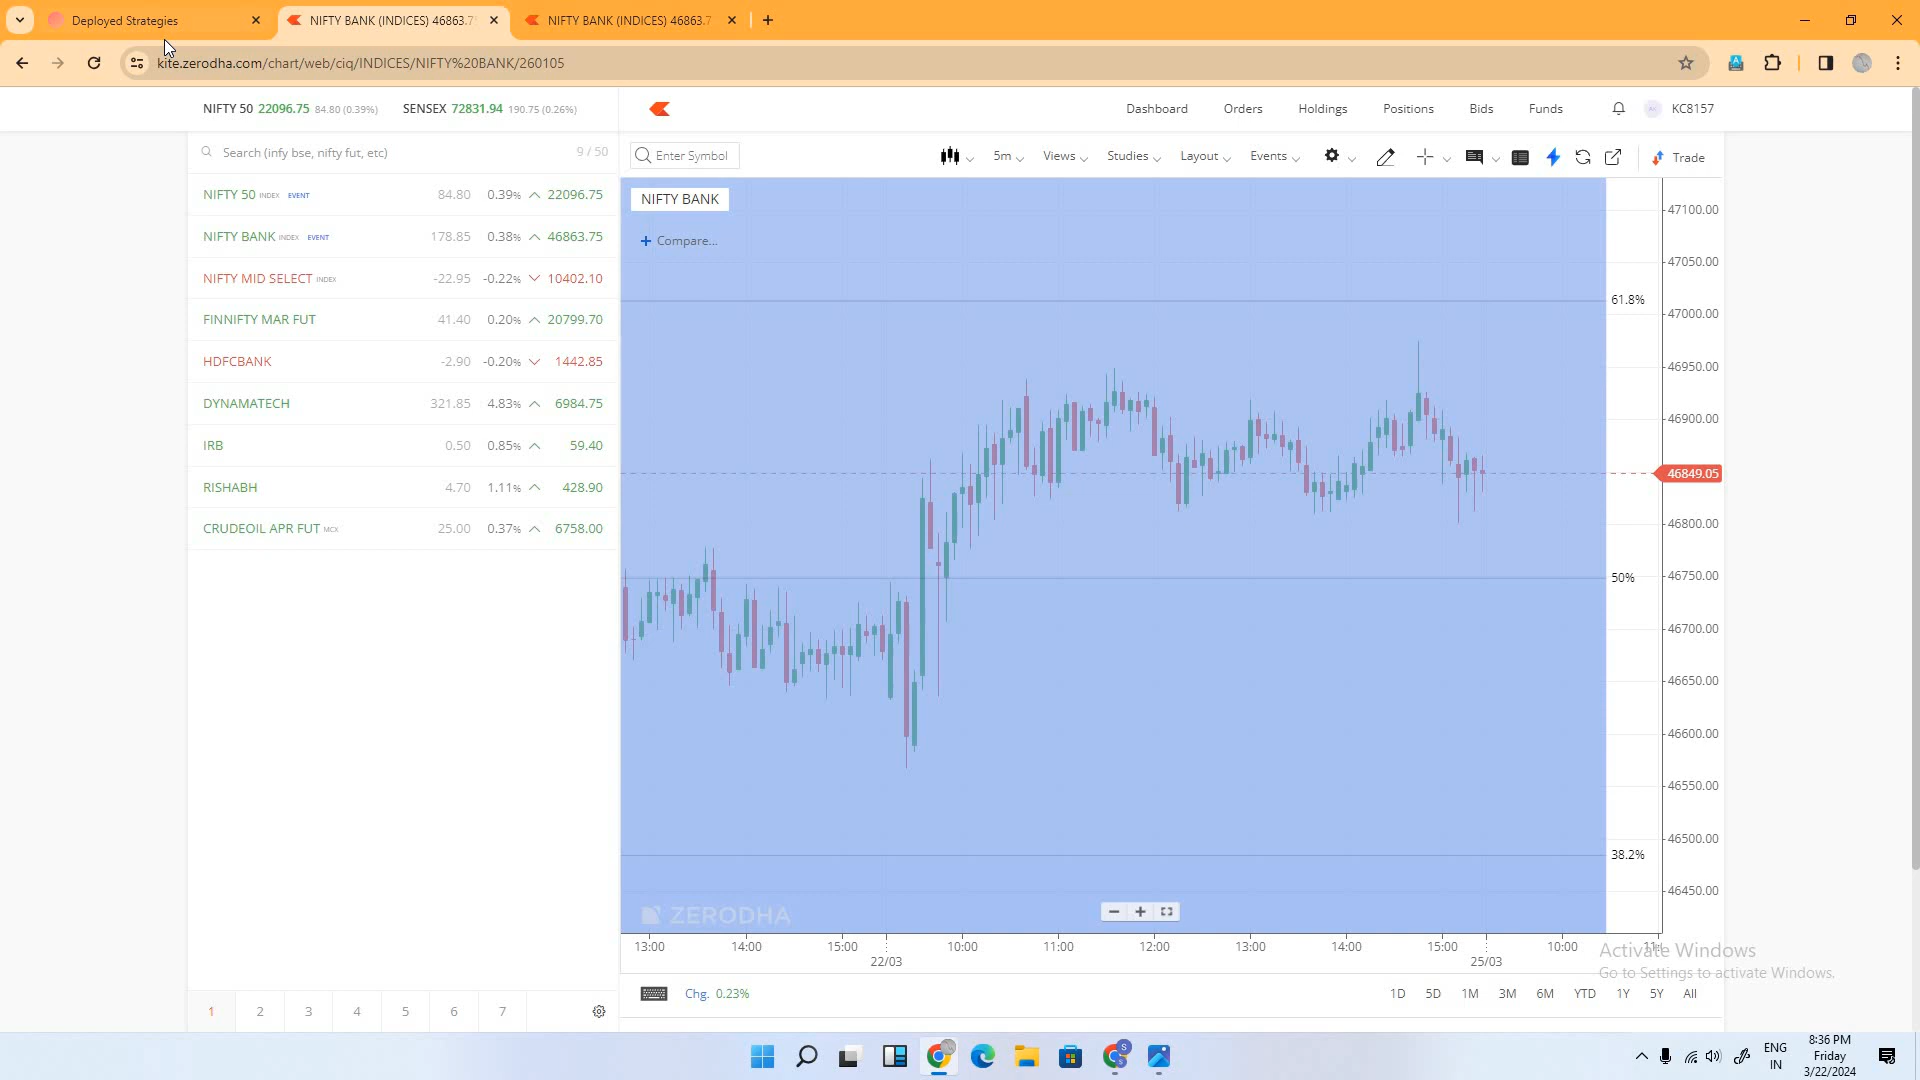 Deployed Strategies
NIFTY BANK (INDICES) 46863.7
NIFTY BANK (INDICES) 46863.7
kite.zerodha.com/chart/web/ciq/INDICES/NIFTY%20BANK/260105
NIFTY 50 22096.75 84.80 (0.39%) SENSEX 72831.94 190.75 (0.26%)
Dashboard Orders Holdings Positions Bids Funds KC8157
Search (infy bse, nifty fut, etc) 9 / 50
Enter Symbol 5m Views Studies Layout Events Trade
NIFTY 50 INDEX EVENT 84.80 0.39% 22096.75
NIFTY BANK INDEX EVENT 178.85 0.38% 46863.75
NIFTY MID SELECT INDEX -22.95 -0.22% 10402.10
FINNIFTY MAR FUT 41.40 0.20% 20799.70
HDFCBANK -2.90 -0.20% 1442.85
DYNAMATECH 321.85 4.83% 6984.75
IRB 0.50 0.85% 59.40
RISHABH 4.70 1.11% 428.90
CRUDEOIL APR FUT MCX 25.00 0.37% 6758.00
1 2 3 4 5 6 7
NIFTY BANK
+ Compare...
61.8%
50%
38.2%
47100.00
47050.00
47000.00
46950.00
46900.00
46849.05
46800.00
46750.00
46700.00
46650.00
46600.00
46550.00
46500.00
46450.00
ZERODHA
13:00 14:00 15:00 10:00 11:00 12:00 13:00 14:00 15:00 10:00
22/03 25/03
Chg. 0.23%
1D 5D 1M 3M 6M YTD 1Y 5Y All
Activate Windows
Go to Settings to activate Windows.
ENG
IN
8:36 PM
Friday
3/22/2024